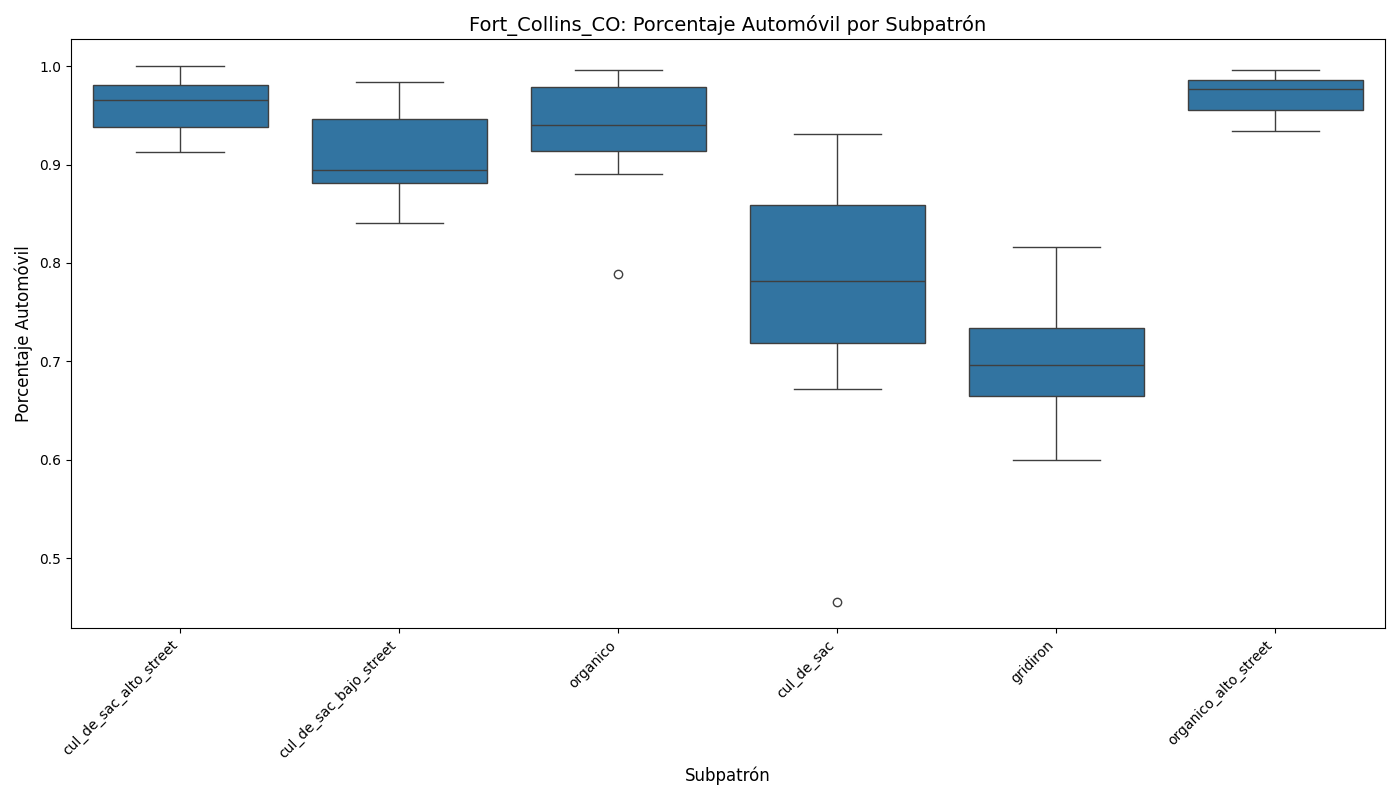 Fort_Collins_CO: Porcentaje Automóvil por Subpatrón
Porcentaje Automóvil
1.0
0.9
0.8
0.7
0.6
0.5
cul_de_sac_alto_street
cul_de_sac_bajo_street
organico
cul_de_sac
gridiron
organico_alto_street
Subpatrón